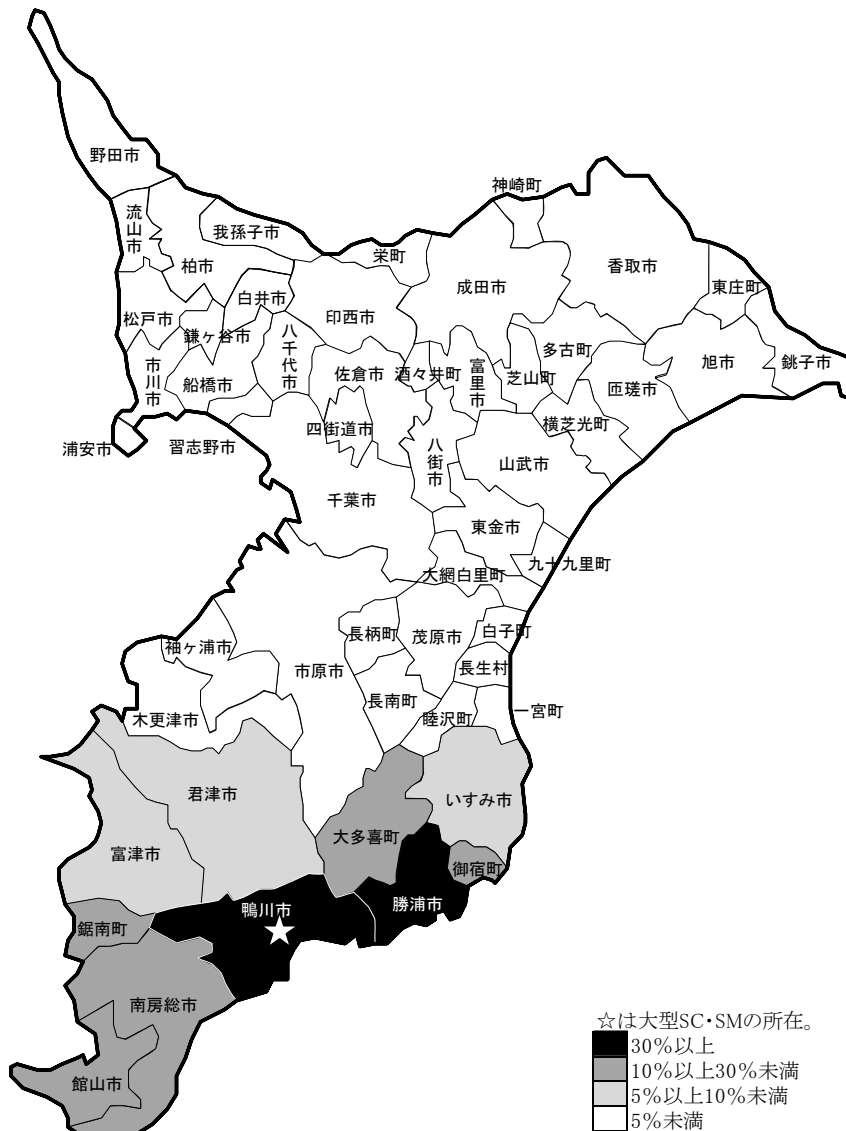 野田市
神崎町
流山市
我孫子市
栄町
香取市
柏市
成田市
東庄町
白井市
印西市
松戸市
鎌ヶ谷市
八千代市
多古町
旭市
銚子市
市川市
船橋市
佐倉市
酒々井町
富里市
芝山町
匝瑳市
四街道市
横芝光町
浦安市
習志野市
八街市
山武市
千葉市
東金市
九十九里町
大網白里町
長柄町
茂原市
白子町
袖ヶ浦市
市原市
長生村
長南町
木更津市
睦沢町
一宮町
君津市
いすみ市
大多喜町
富津市
御宿町
鴨川市
勝浦市
鋸南町
南房総市
館山市
☆は大型SC・SMの所在。
30％以上
10％以上30％未満
5％以上10％未満
5％未満